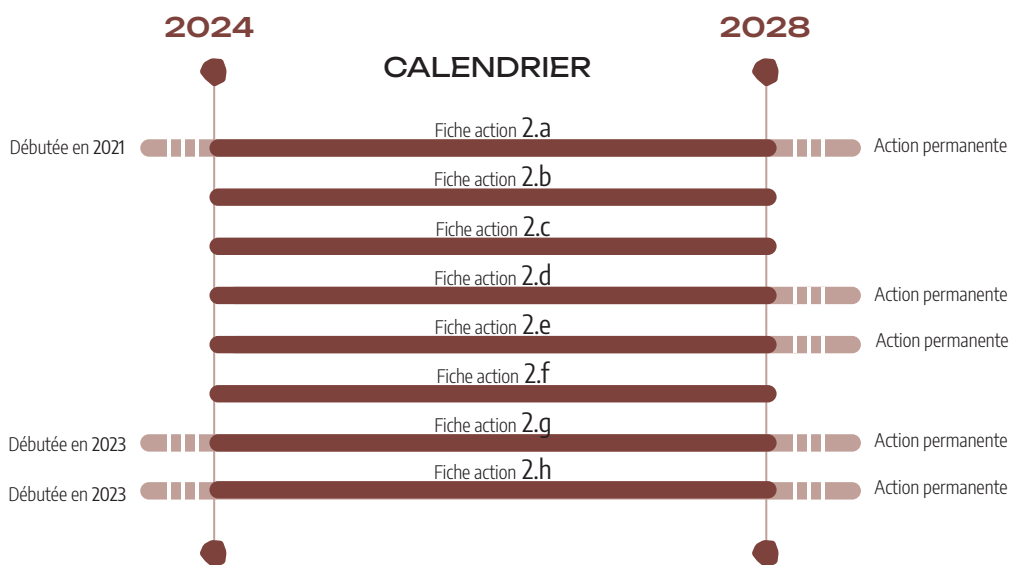 2024
2028
CALENDRIER
Fiche action 2.a
Débutée en 2021
Action permanente
Fiche action 2.b
Fiche action 2.c
Fiche action 2.d
Action permanente
Fiche action 2.e
Action permanente
Fiche action 2.f
Fiche action 2.g
Débutée en 2023
Action permanente
Fiche action 2.h
Débutée en 2023
Action permanente